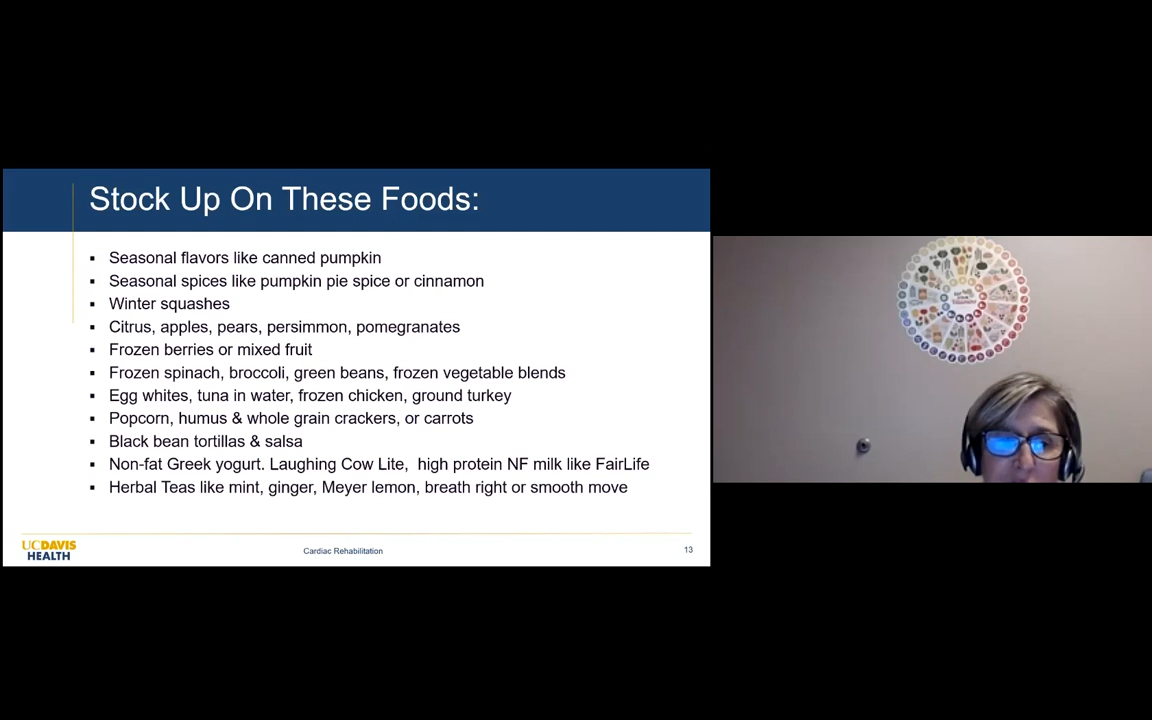 Stock Up On These Foods:
▪ Seasonal flavors like canned pumpkin
▪ Seasonal spices like pumpkin pie spice or cinnamon
▪ Winter squashes
▪ Citrus, apples, pears, persimmon, pomegranates
▪ Frozen berries or mixed fruit
▪ Frozen spinach, broccoli, green beans, frozen vegetable blends
▪ Egg whites, tuna in water, frozen chicken, ground turkey
▪ Popcorn, humus & whole grain crackers, or carrots
▪ Black bean tortillas & salsa
▪ Non-fat Greek yogurt. Laughing Cow Lite, high protein NF milk like FairLife
▪ Herbal Teas like mint, ginger, Meyer lemon, breath right or smooth move
UCDAVIS
HEALTH
Cardiac Rehabilitation
13